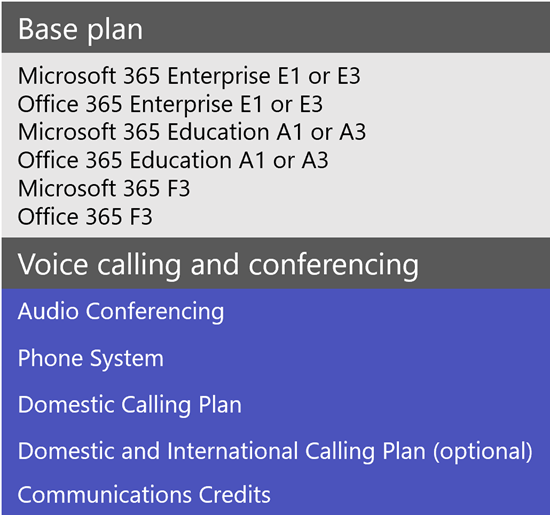 Base plan
Microsoft 365 Enterprise E1 or E3
Office 365 Enterprise E1 or E3
Microsoft 365 Education A1 or A3
Office 365 Education A1 or A3
Microsoft 365 F3
Office 365 F3
Voice calling and conferencing
Audio Conferencing
Phone System
Domestic Calling Plan
Domestic and International Calling Plan (optional)
Communications Credits